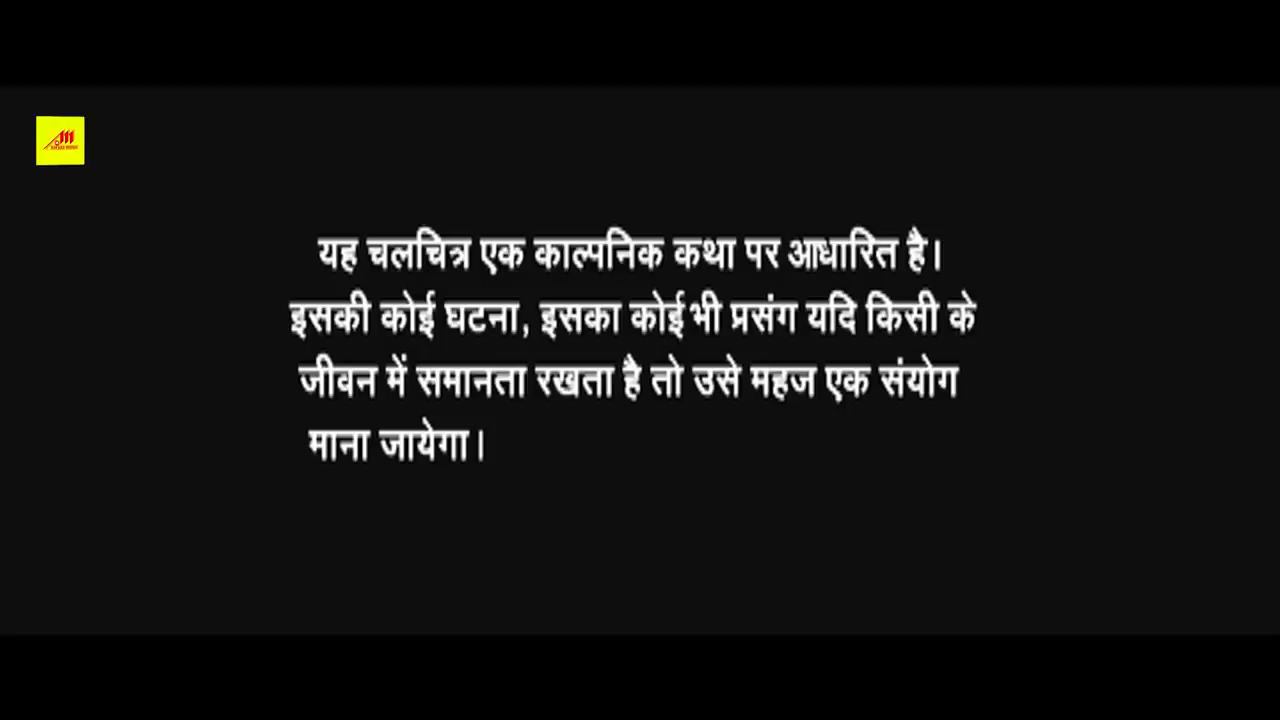 यह चलचित्र एक काल्पनिक कथा पर आधारित है।
इसकी कोई घटना, इसका कोई भी प्रसंग यदि किसी के
जीवन में समानता रखता है तो उसे महज एक संयोग
माना जायेगा।